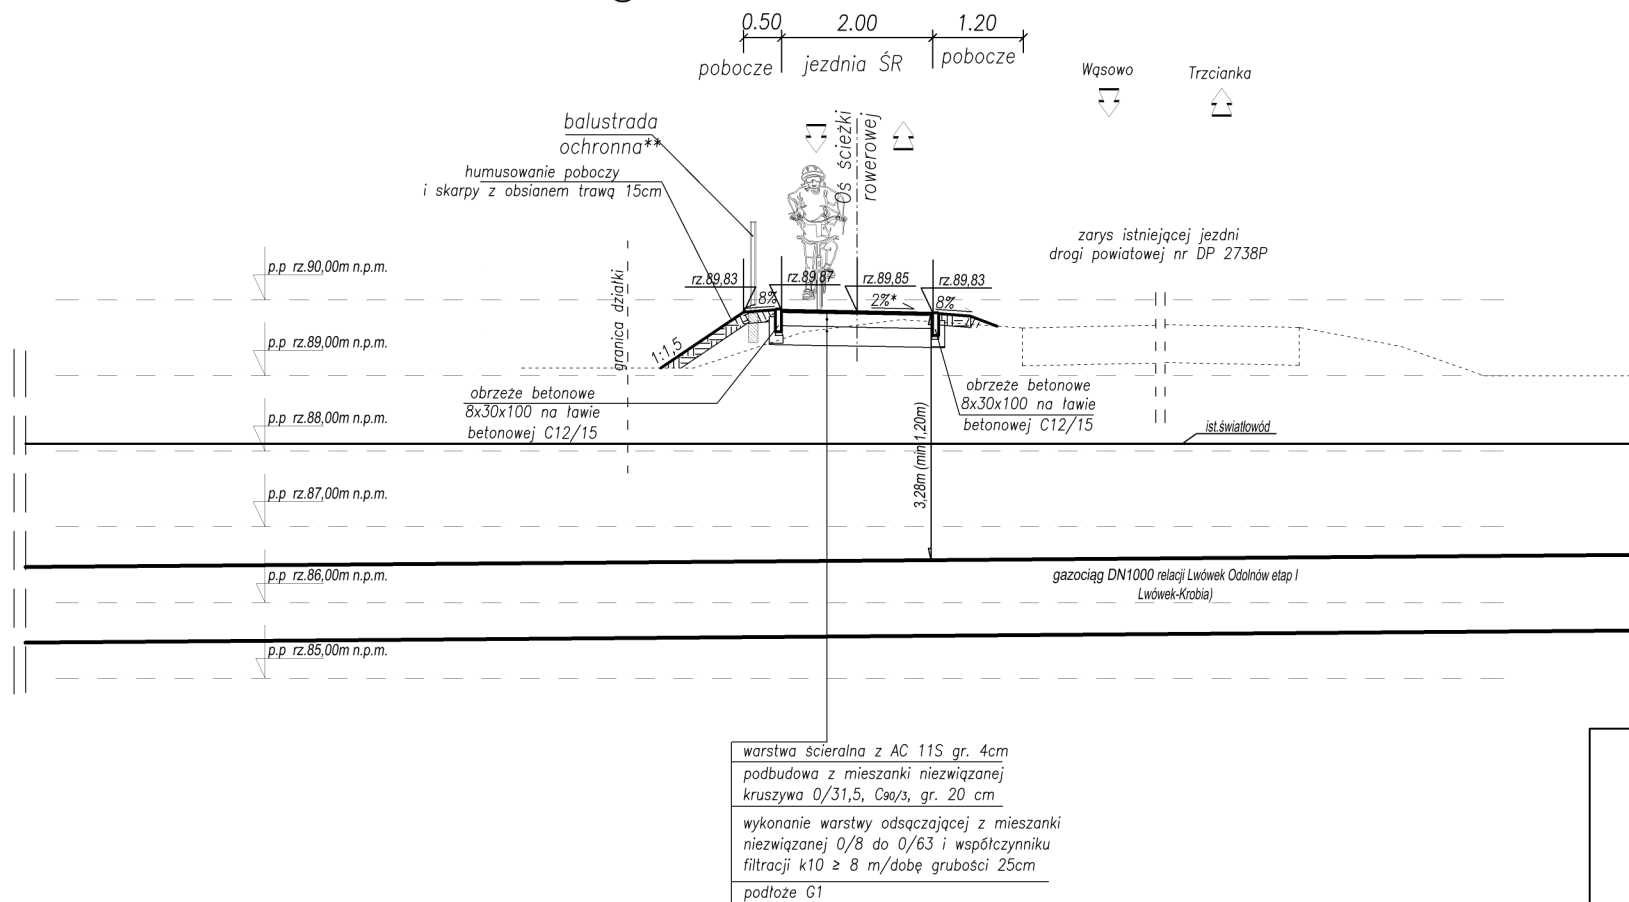 0.50 2.00 1.20
pobocze jezdnia ŚR pobocze
Wąsowo Trzcianka
balustrada
ochronna**
Oś ścieżki
rowerowej
humusowanie poboczy
i skarpy z obsianem trawą 15cm
zarys istniejącej jezdni
drogi powiatowej nr DP 2738P
p.p rz.90,00m n.p.m.
granica działki
rz.89,83 rz.89,87 rz.89,85 rz.89,83
8% 2%* 8%
p.p rz.89,00m n.p.m.
1:1,5
obrzeże betonowe
8x30x100 na ławie
betonowej C12/15
obrzeże betonowe
8x30x100 na ławie
betonowej C12/15
p.p rz.88,00m n.p.m.
ist.światłowód
3,28m (min 1,20m)
p.p rz.87,00m n.p.m.
p.p rz.86,00m n.p.m.
gazociąg DN1000 relacji Lwówek Odolnów etap I
Lwówek-Krobia)
p.p rz.85,00m n.p.m.
warstwa ścieralna z AC 11S gr. 4cm
podbudowa z mieszanki niezwiązanej
kruszywa 0/31,5, C90/3, gr. 20 cm
wykonanie warstwy odsączającej z mieszanki
niezwiązanej 0/8 do 0/63 i współczynniku
filtracji k10 ≥ 8 m/dobę grubości 25cm
podłoże G1